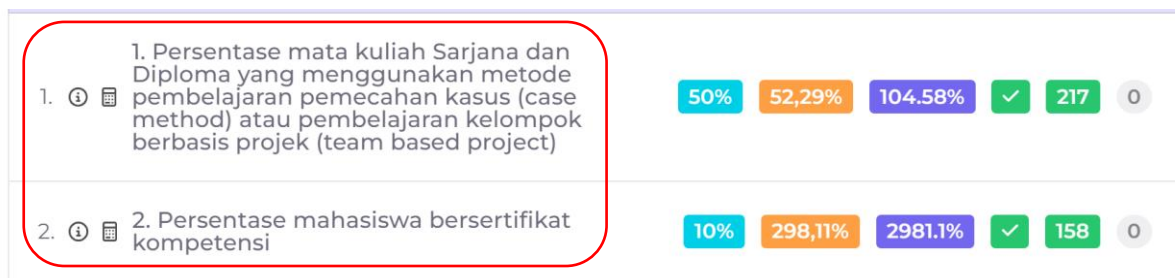 1. Persentase mata kuliah Sarjana dan
Diploma yang menggunakan metode
1. pembelajaran pemecahan kasus (case 50% 52,29% 104.58% 217 0
method) atau pembelajaran kelompok
berbasis projek (team based project)
2. 2. Persentase mahasiswa bersertifikat
kompetensi 10% 298,11% 2981.1% 158 0